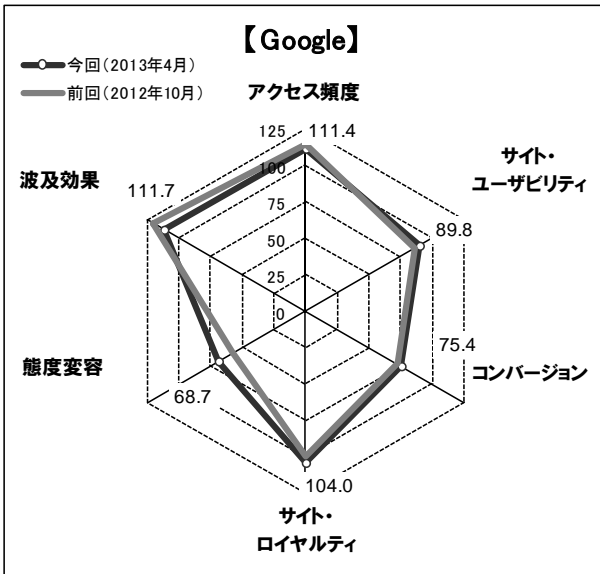 【Google】
今回(2013年4月)
前回(2012年10月)
アクセス頻度
125
111.4
サイト・
ユーザビリティ
波及効果
111.7
100
89.8
75
50
25
0
75.4
コンバージョン
態度変容
68.7
104.0
サイト・
ロイヤルティ